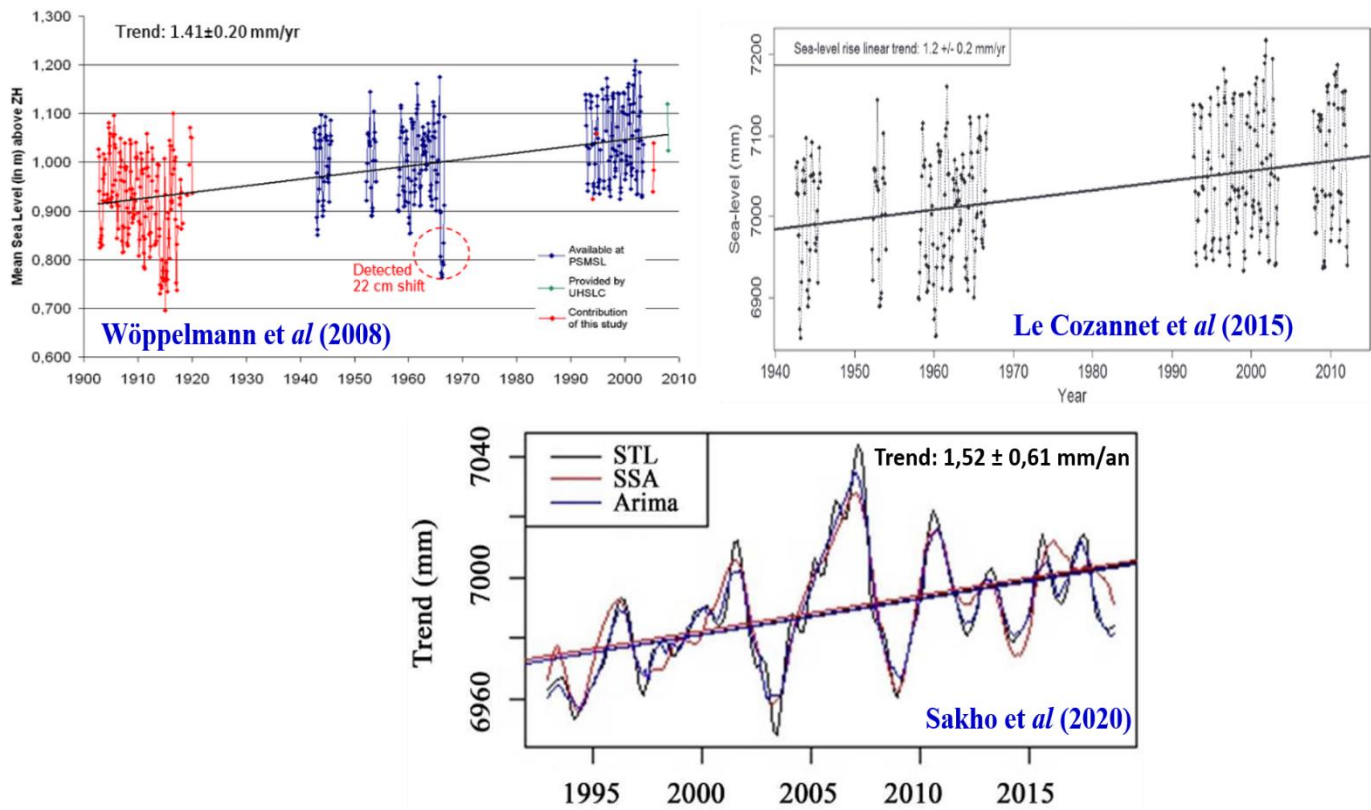 Trend: 1.41±0.20 mm/yr
Mean Sea Level (in m) above ZH
1,300
1,200
1,100
1,000
0,900
0,800
0,700
0,600
Detected
22 cm shift
Available at
PSMSL
Provided by
UHSLC
Contribution
of this study
Wöppelmann et al (2008)
1900 1910 1920 1930 1940 1950 1960 1970 1980 1990 2000 2010
Sea-level rise linear trend: 1.2 +/- 0.2 mm/yr
Sea-level (mm)
7200
7100
7000
6900
Le Cozannet et al (2015)
1940 1950 1960 1970 1980 1990 2000 2010
Year
STL
SSA
Arima
Trend: 1,52 ± 0,61 mm/an
Trend (mm)
7040
7000
6960
Sakho et al (2020)
1995 2000 2005 2010 2015